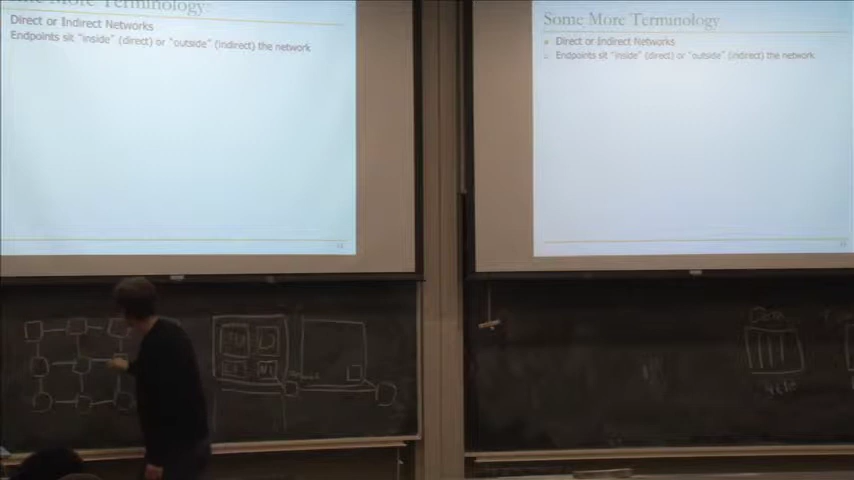 Some More Terminology:
Direct or Indirect Networks
Endpoints sit "inside" (direct) or "outside" (indirect) the network
Some More Terminology
Direct or Indirect Networks
Endpoints sit "inside" (direct) or "outside" (indirect) the network